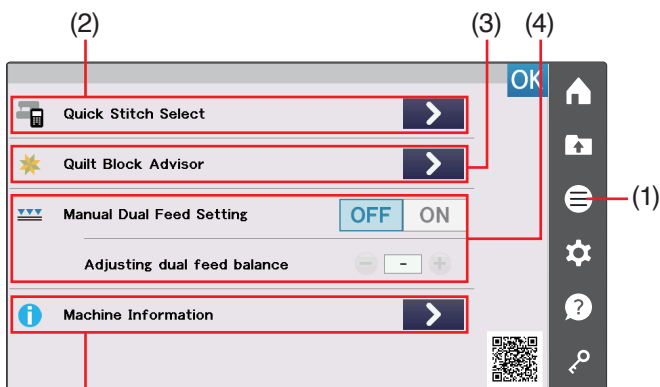 (2)
(3)
(4)
OK
Quick Stitch Select
Quilt Block Advisor
(1)
Manual Dual Feed Setting
OFF
ON
Adjusting dual feed balance
-
Machine Information
?